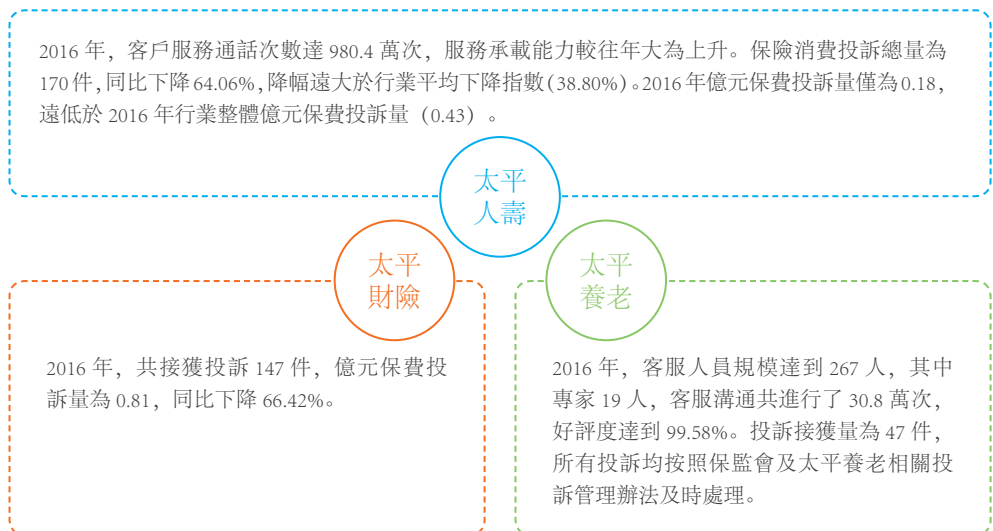 2016 年，客戶服務通話次數達 980.4 萬次，服務承載能力較往年大為上升。保險消費投訴總量為
170 件，同比下降 64.06%，降幅遠大於行業平均下降指數（38.80%）。2016 年億元保費投訴量僅為 0.18，
遠低於 2016 年行業整體億元保費投訴量（0.43）。
太平
人壽
太平
財險
2016 年，共接獲投訴 147 件，億元保費投
訴量為 0.81，同比下降 66.42%。
太平
養老
2016 年，客服人員規模達到 267 人，其中
專家 19 人，客服溝通共進行了 30.8 萬次，
好評度達到 99.58%。投訴接獲量為 47 件，
所有投訴均按照保監會及太平養老相關投
訴管理辦法及時處理。